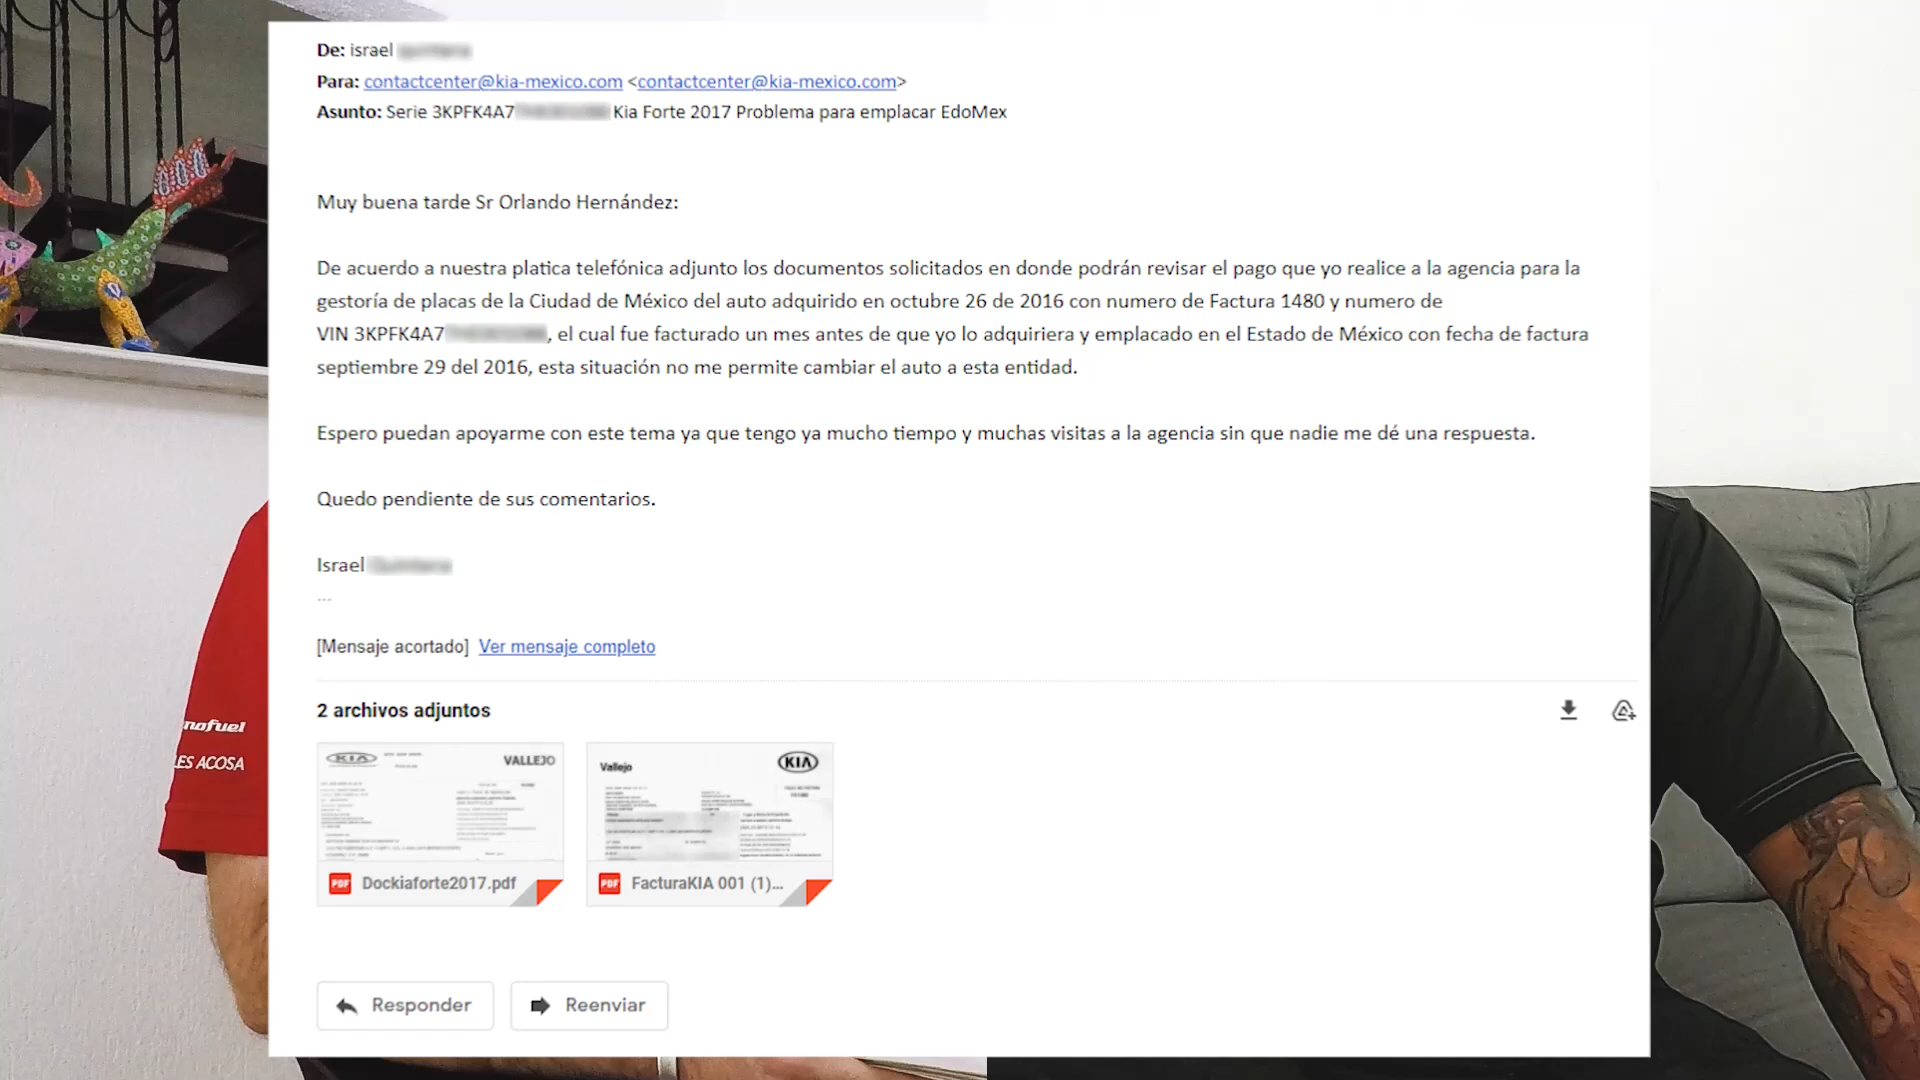 De: israel
Para: contactcenter@kia-mexico.com <contactcenter@kia-mexico.com>
Asunto: Serie 3KPFK4A7 Kia Forte 2017 Problema para emplacar EdoMex
Muy buena tarde Sr Orlando Hernández:
De acuerdo a nuestra platica telefónica adjunto los documentos solicitados en donde podrán revisar el pago que yo realice a la agencia para la
gestoría de placas de la Ciudad de México del auto adquirido en octubre 26 de 2016 con numero de Factura 1480 y numero de
VIN 3KPFK4A7 , el cual fue facturado un mes antes de que yo lo adquiriera y emplacado en el Estado de México con fecha de factura
septiembre 29 del 2016, esta situación no me permite cambiar el auto a esta entidad.
Espero puedan apoyarme con este tema ya que tengo ya mucho tiempo y muchas visitas a la agencia sin que nadie me dé una respuesta.
Quedo pendiente de sus comentarios.
Israel
...
[Mensaje acortado] Ver mensaje completo
2 archivos adjuntos
KIA VALLEJO
Vallejo KIA
PDF Dockiaforte2017.pdf
PDF FacturaKIA 001 (1)...
Responder
Reenviar
nofuel
LES ACOSA